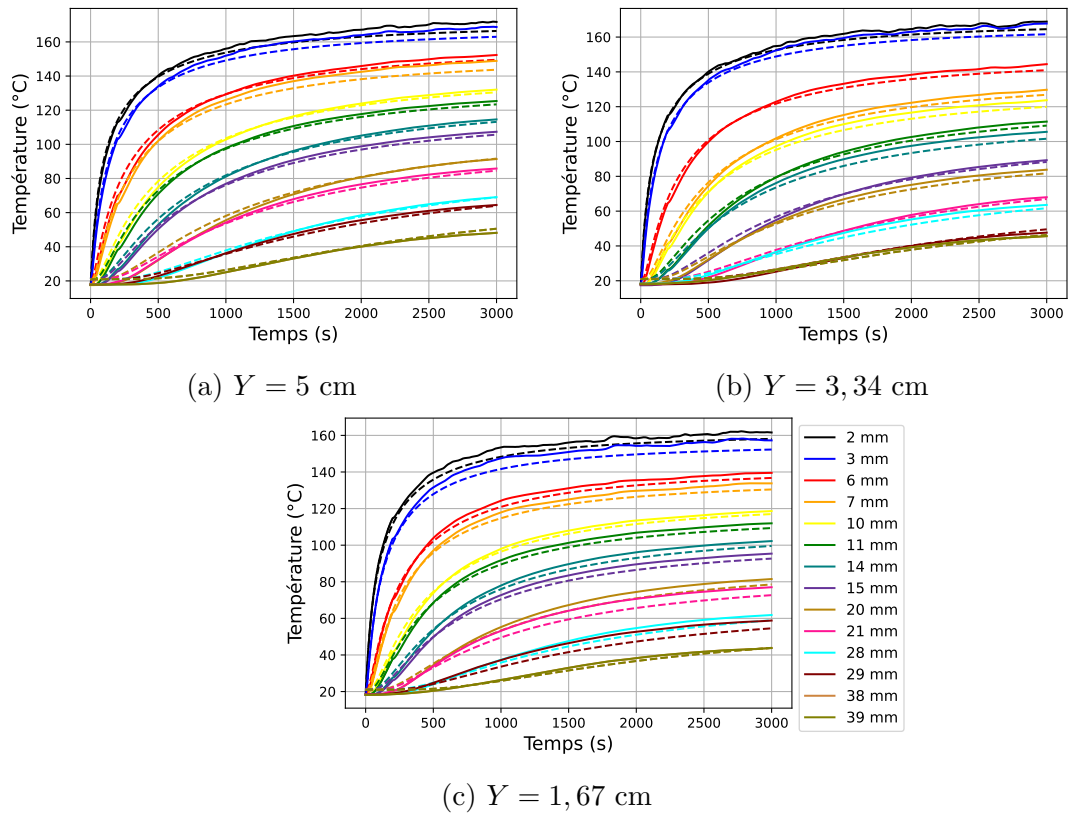 160
140
120
100
80
60
40
20
Température (°C)
0 500 1000 1500 2000 2500 3000
Temps (s)
(a) Y = 5 cm
160
140
120
100
80
60
40
20
Température (°C)
0 500 1000 1500 2000 2500 3000
Temps (s)
(b) Y = 3, 34 cm
160
140
120
100
80
60
40
20
Température (°C)
0 500 1000 1500 2000 2500 3000
Temps (s)
2 mm
3 mm
6 mm
7 mm
10 mm
11 mm
14 mm
15 mm
20 mm
21 mm
28 mm
29 mm
38 mm
39 mm
(c) Y = 1, 67 cm